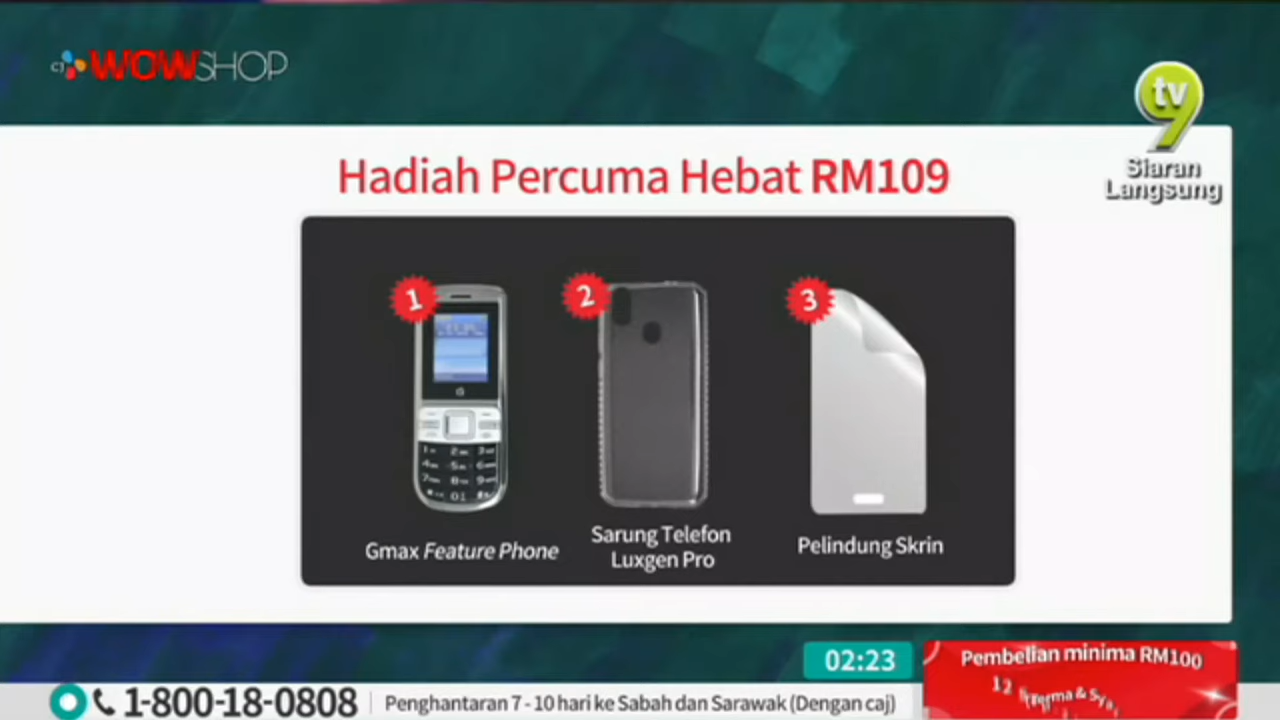 CJ WOWSHOP
tv9
Siaran
Langsung
Hadiah Percuma Hebat RM109
1
2
3
Gmax Feature Phone
Sarung Telefon
Luxgen Pro
Pelindung Skrin
02:23
Pembelian minima RM100
12
1-800-18-0808
Penghantaran 7 - 10 hari ke Sabah dan Sarawak (Dengan caj)